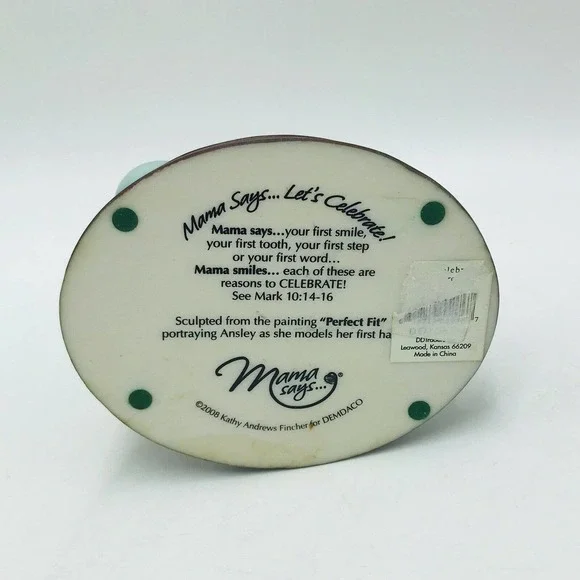 Mama Says... Let's Celebrate!
Mama says...your first smile,
your first tooth, your first step
or your first word...
Mama smiles... each of these are
reasons to CELEBRATE!
See Mark 10:14-16
Sculpted from the painting "Perfect Fit"
portraying Ansley as she models her first ha
Mama
says...®
©2008 Kathy Andrews Fincher for DEMDACO
Leawood, Kansas 66209
Made in China